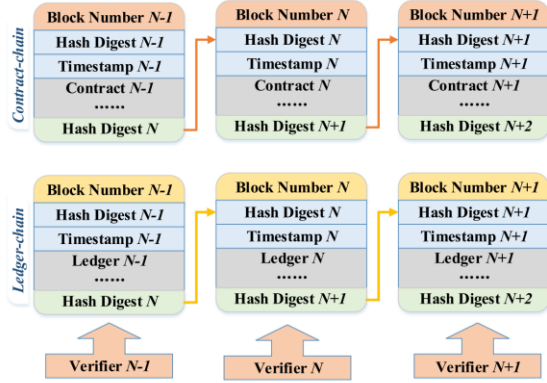 Contract-chain
Block Number N-1
Hash Digest N-1
Timestamp N-1
Contract N-1
......
Hash Digest N
Block Number N
Hash Digest N
Timestamp N
Contract N
......
Hash Digest N+1
Block Number N+1
Hash Digest N+1
Timestamp N+1
Contract N+1
......
Hash Digest N+2
Ledger-chain
Block Number N-1
Hash Digest N-1
Timestamp N-1
Ledger N-1
......
Hash Digest N
Block Number N
Hash Digest N
Timestamp N
Ledger N
......
Hash Digest N+1
Block Number N+1
Hash Digest N+1
Timestamp N+1
Ledger N+1
......
Hash Digest N+2
Verifier N-1
Verifier N
Verifier N+1